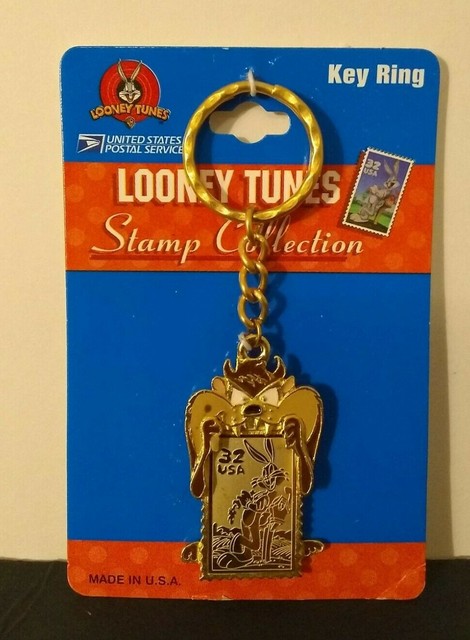 Key Ring
LOONEY TUNES
UNITED STATES
POSTAL SERVICE
LOONEY TUNES
Stamp Collection
32
USA
32
USA
MADE IN U.S.A.